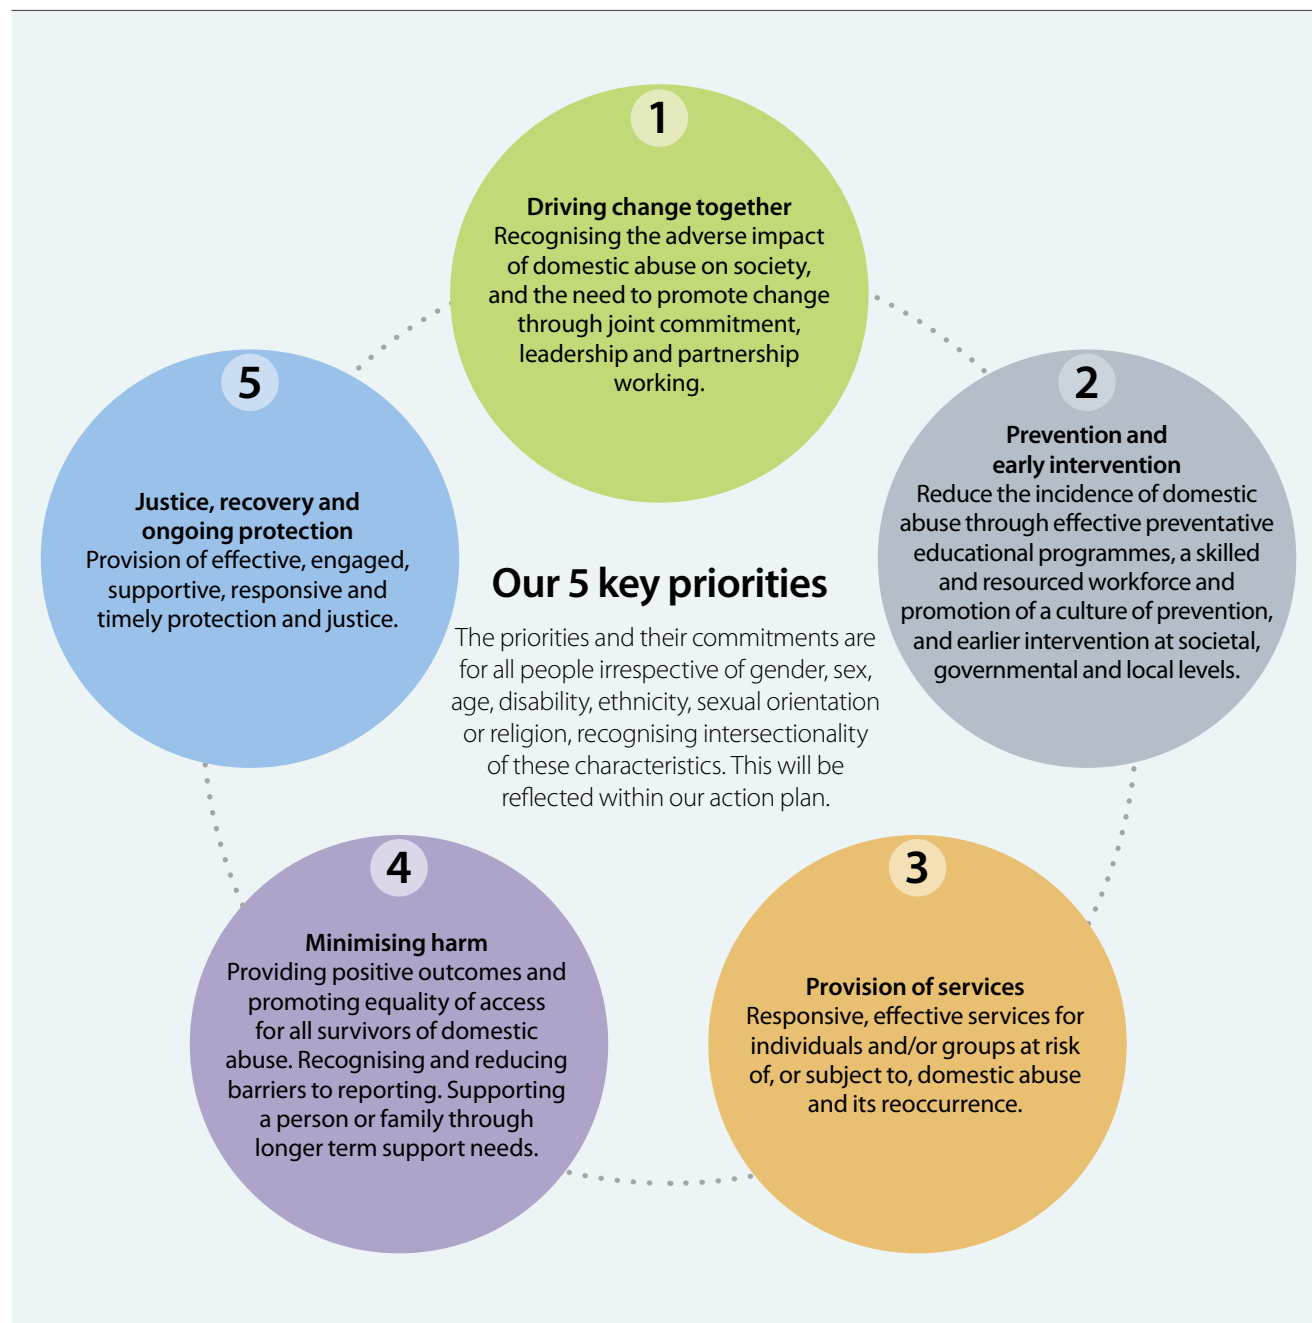 1
Driving change together
Recognising the adverse impact
of domestic abuse on society,
and the need to promote change
through joint commitment,
leadership and partnership
working.
2
Prevention and
early intervention
Reduce the incidence of domestic
abuse through effective preventative
educational programmes, a skilled
and resourced workforce and
promotion of a culture of prevention,
and earlier intervention at societal,
governmental and local levels.
3
Provision of services
Responsive, effective services for
individuals and/or groups at risk
of, or subject to, domestic abuse
and its reoccurrence.
4
Minimising harm
Providing positive outcomes and
promoting equality of access
for all survivors of domestic
abuse. Recognising and reducing
barriers to reporting. Supporting
a person or family through
longer term support needs.
5
Justice, recovery and
ongoing protection
Provision of effective, engaged,
supportive, responsive and
timely protection and justice.
Our 5 key priorities
The priorities and their commitments are
for all people irrespective of gender, sex,
age, disability, ethnicity, sexual orientation
or religion, recognising intersectionality
of these characteristics. This will be
reflected within our action plan.